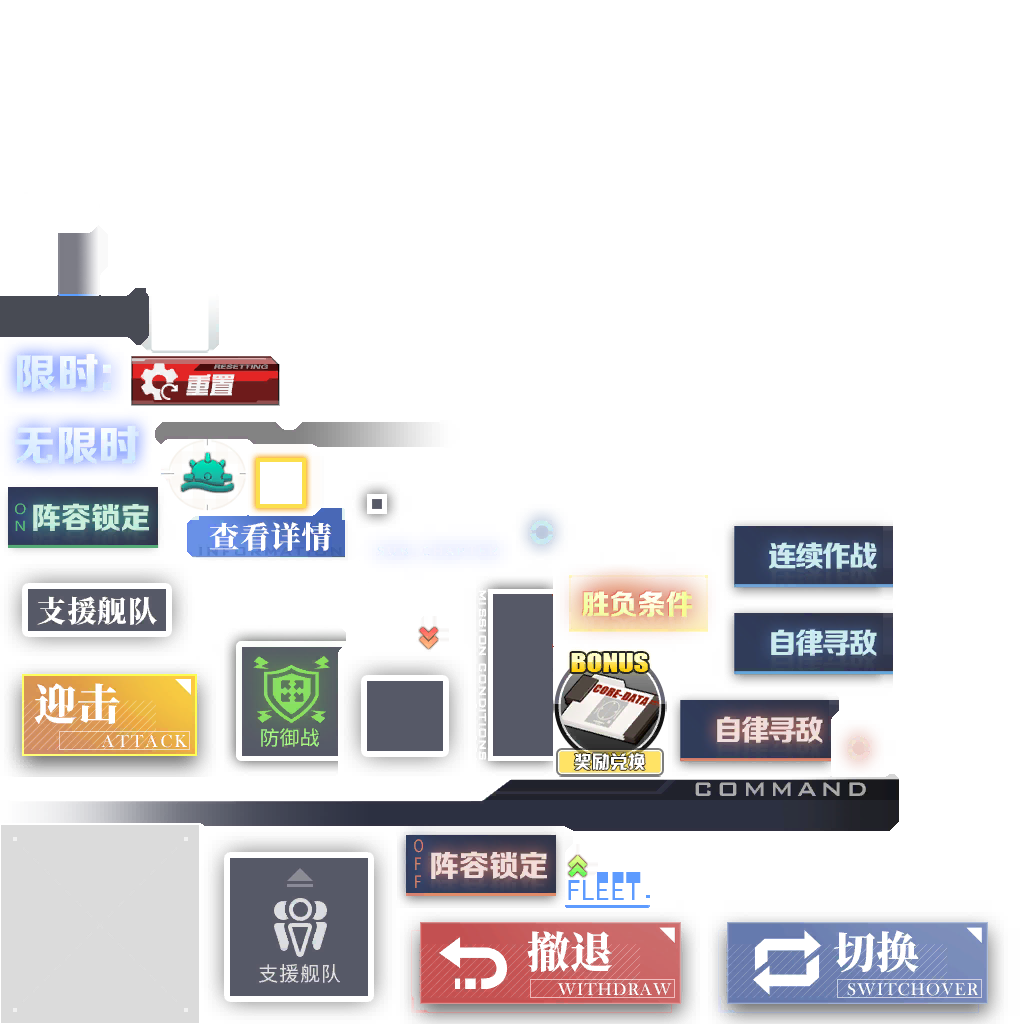 限时:
RESETTING
重置
无限时
ON
阵容锁定
查看详情
INFORMATION
连续作战
支援舰队
胜负条件
MISSION CONDITIONS
自律寻敌
BONUS
CORE-DATA
奖励兑换
迎击
ATTACK
防御战
自律寻敌
COMMAND
OFF
阵容锁定
FLEET.
支援舰队
撤退
WITHDRAW
切换
SWITCHOVER